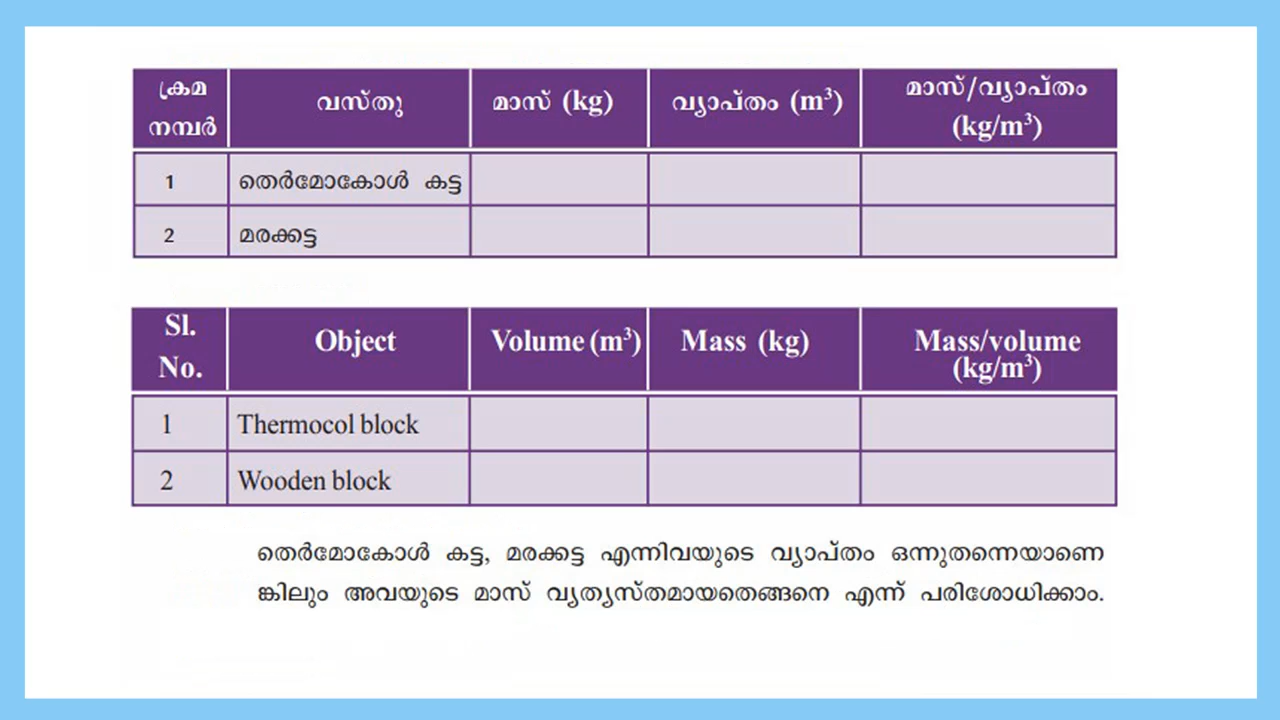 ക്രമ നമ്പർ വസ്തു മാസ് (kg) വ്യാപ്തം (m³) മാസ്/വ്യാപ്തം (kg/m³)
1 തെർമോകോൾ കട്ട
2 മരക്കട്ട
Sl. No. Object Volume (m³) Mass (kg) Mass/volume (kg/m³)
1 Thermocol block
2 Wooden block
തെർമോകോൾ കട്ട, മരക്കട്ട എന്നിവയുടെ വ്യാപ്തം ഒന്നുതന്നെയാണെ
ങ്കിലും അവയുടെ മാസ് വ്യത്യസ്തമായതെങ്ങനെ എന്ന് പരിശോധിക്കാം.